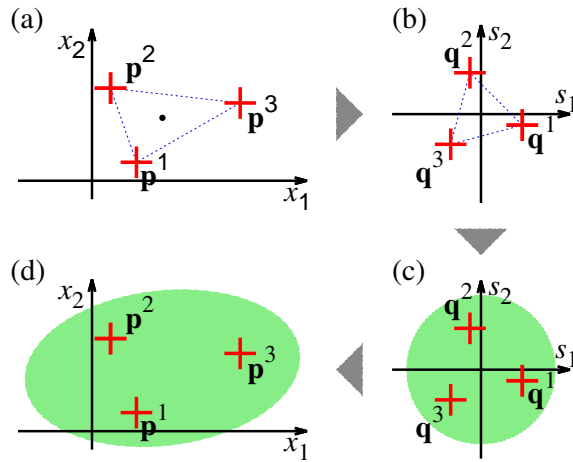 (a)
x₂
p²
p³
p¹
x₁
(b)
s₂
q²
s₁
q¹
q³
(d)
x₂
p²
p³
p¹
x₁
(c)
s₂
q²
s₁
q¹
q³